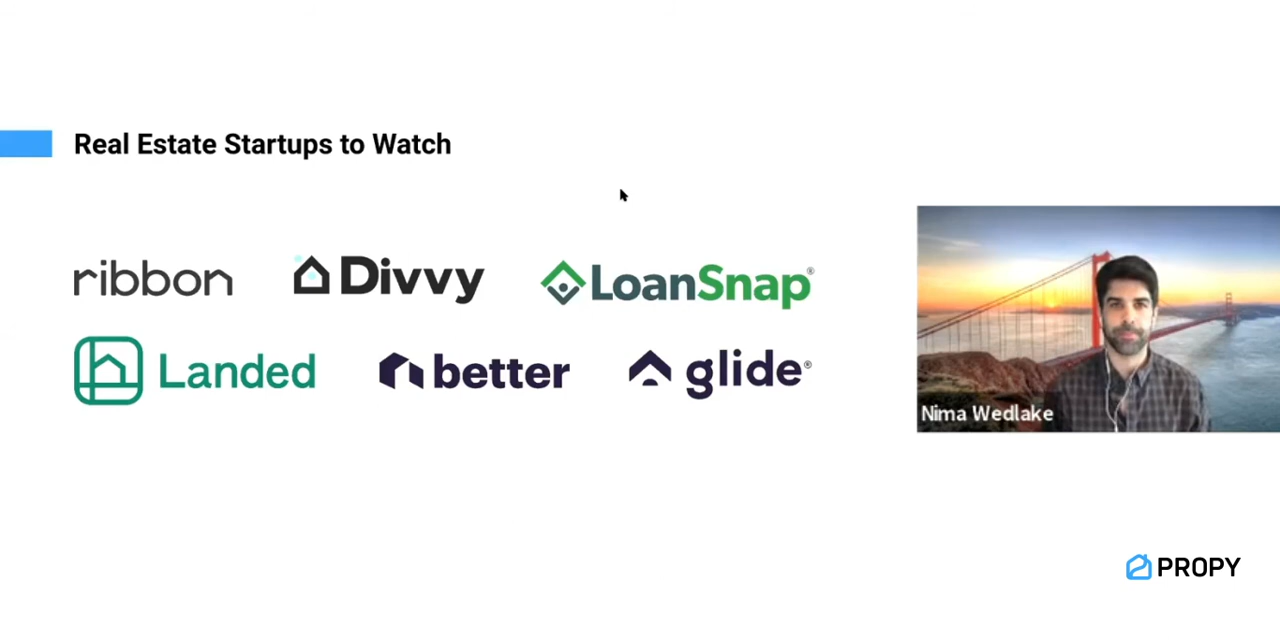 Real Estate Startups to Watch
ribbon Divvy LoanSnap®
Landed better glide®
Nima Wedlake
PROPY